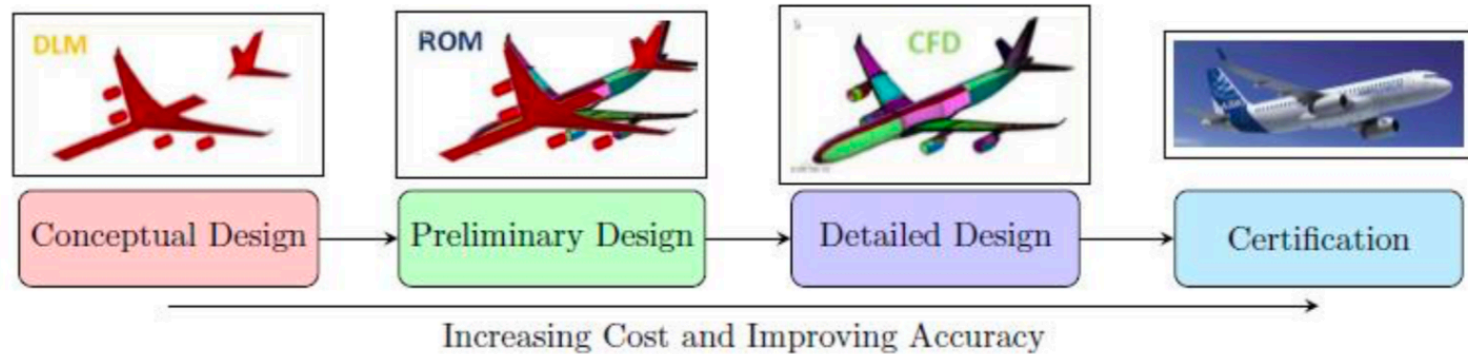 DLM
ROM
CFD
Conceptual Design
Preliminary Design
Detailed Design
Certification
Increasing Cost and Improving Accuracy